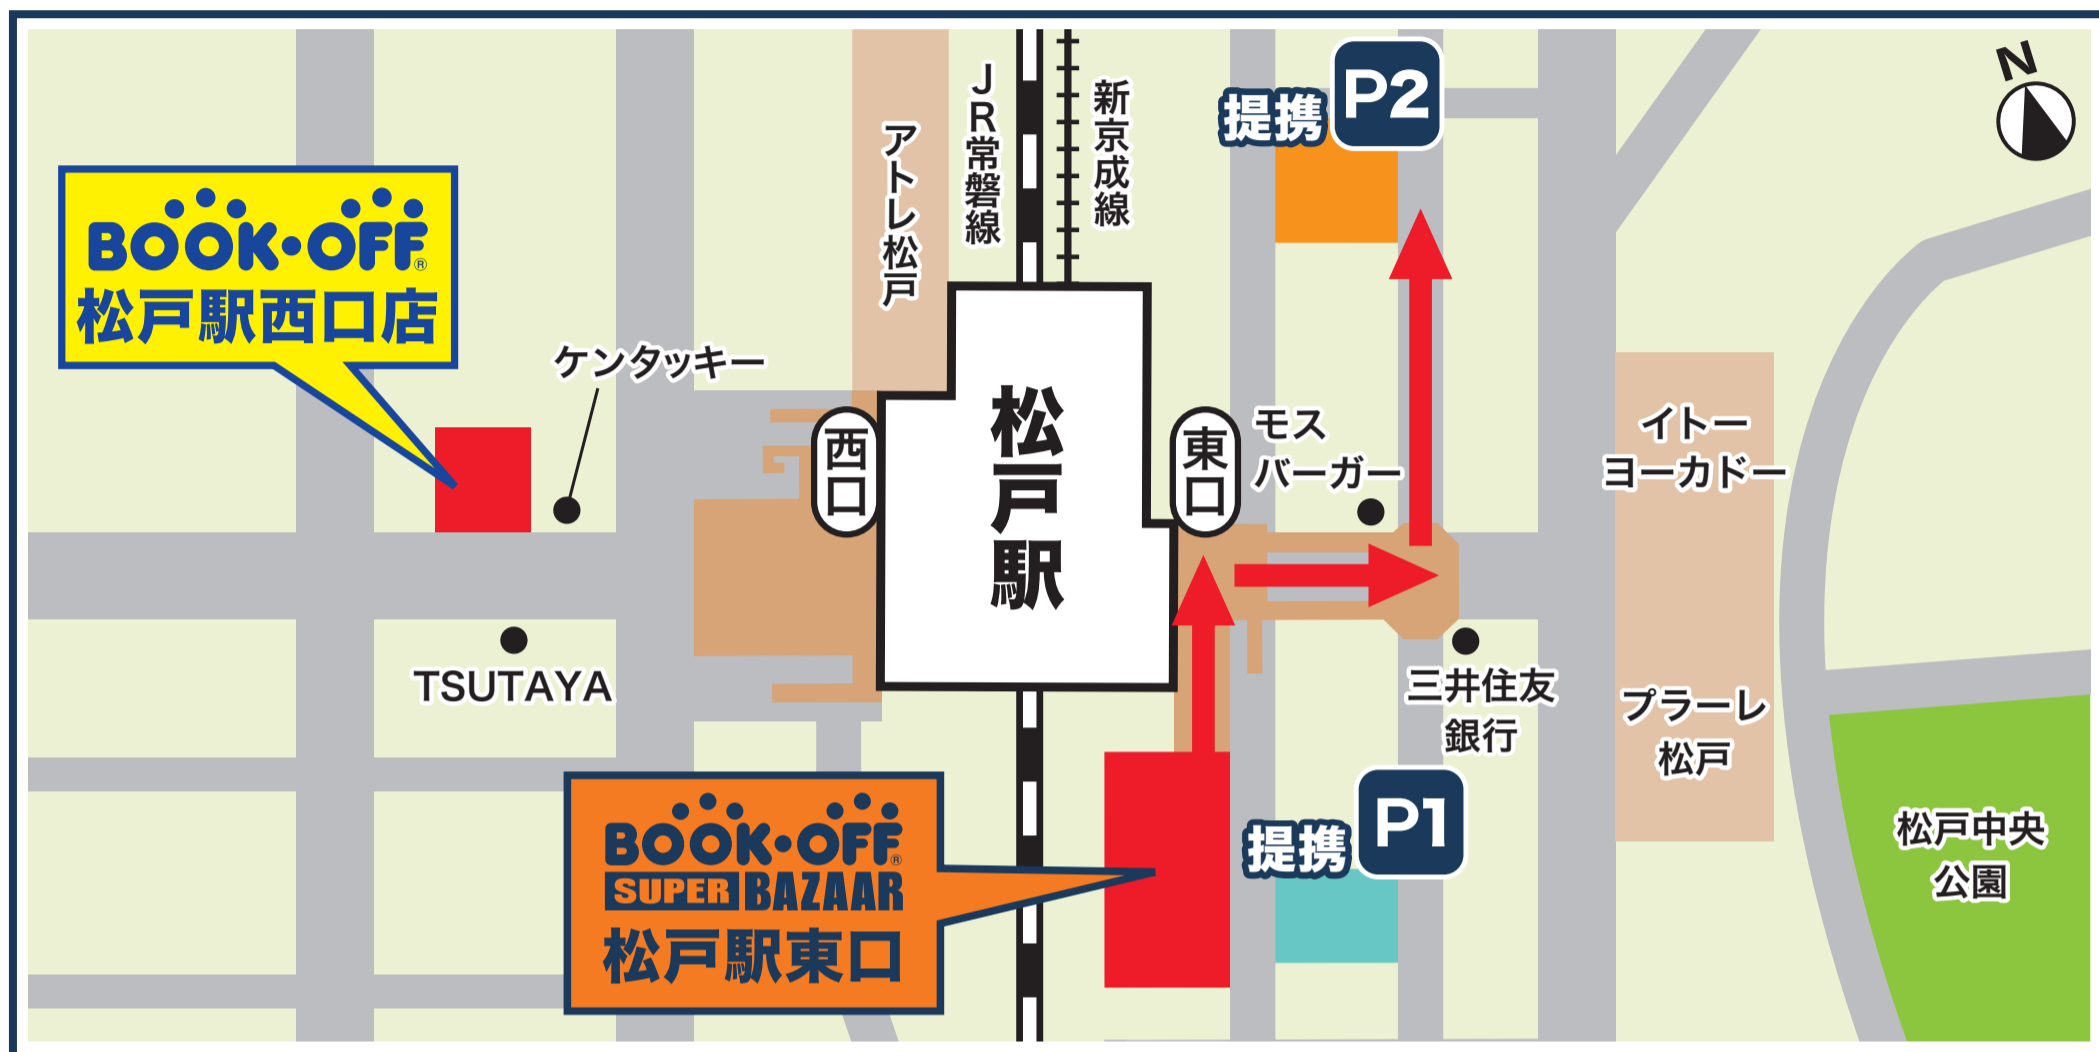 アトレ松戸
JR常磐線
新京成線
提携
P2
N
BOOK・OFF®
松戸駅西口店
ケンタッキー
西口
松戸駅
東口
モス
バーガー
イトー
ヨーカドー
TSUTAYA
三井住友
銀行
プラーレ
松戸
BOOK・OFF®
SUPER BAZAAR
松戸駅東口
提携
P1
松戸中央
公園